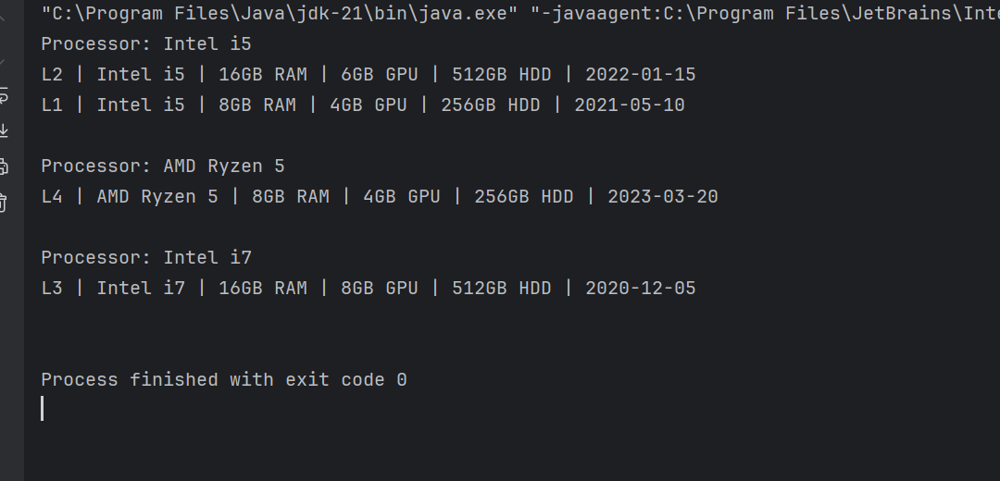 "C:\Program Files\Java\jdk-21\bin\java.exe" "-javaagent:C:\Program Files\JetBrains\Inte
Processor: Intel i5
L2 | Intel i5 | 16GB RAM | 6GB GPU | 512GB HDD | 2022-01-15
L1 | Intel i5 | 8GB RAM | 4GB GPU | 256GB HDD | 2021-05-10
Processor: AMD Ryzen 5
L4 | AMD Ryzen 5 | 8GB RAM | 4GB GPU | 256GB HDD | 2023-03-20
Processor: Intel i7
L3 | Intel i7 | 16GB RAM | 8GB GPU | 512GB HDD | 2020-12-05
Process finished with exit code 0